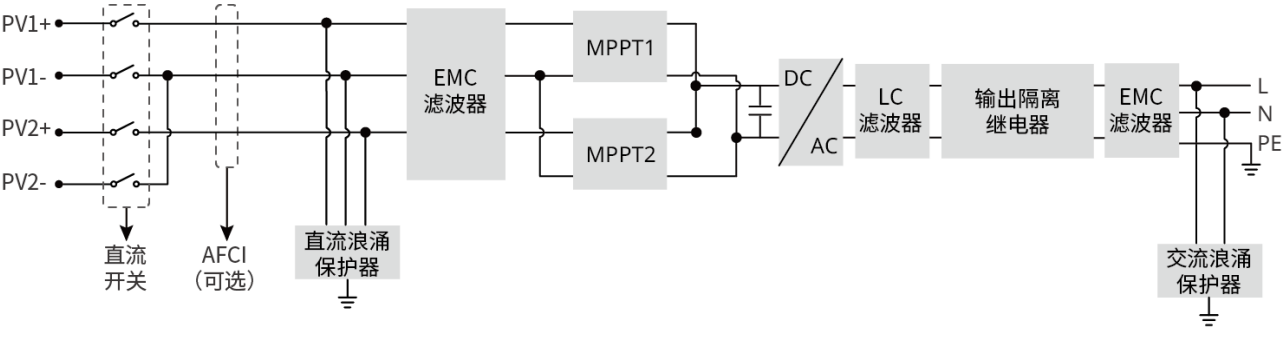 PV1+
PV1-
PV2+
PV2-
直流
开关
AFCI
（可选）
直流浪涌
保护器
EMC
滤波器
MPPT1
MPPT2
DC
AC
LC
滤波器
输出隔离
继电器
EMC
滤波器
L
N
PE
交流浪涌
保护器